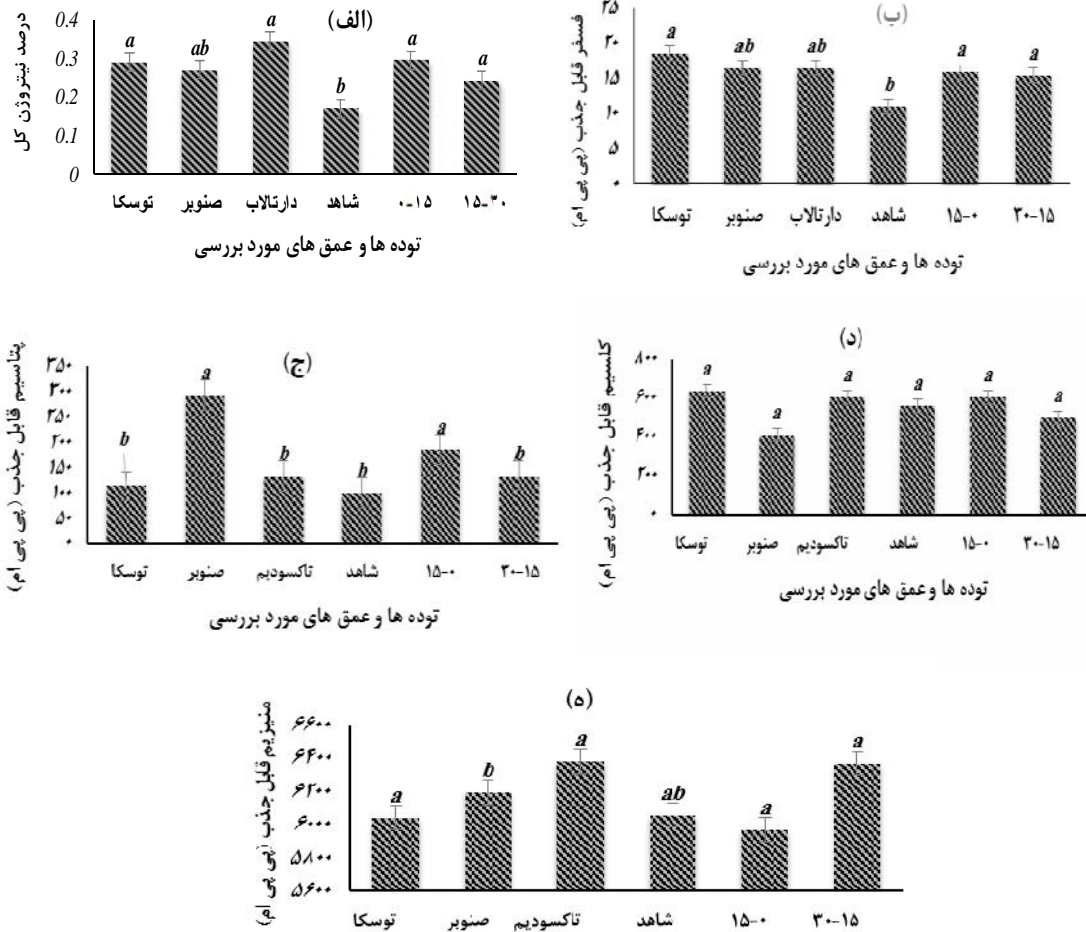 (الف)
درصد نیتروژن کل
0.4
0.3
0.2
0.1
0
a
ab
a
b
a
a
توسکا صنوبر دارتالاب شاهد ۰-۱۵ ۱۵-۳۰
توده ها و عمق های مورد بررسی
(ب)
فسفر قابل جذب (پی پی ام)
۲۵
۲۰
۱۵
۱۰
۵
۰
a
ab
ab
b
a
a
توسکا صنوبر دارتالاب شاهد ۱۵-۰ ۳۰-۱۵
توده ها و عمق های مورد بررسی
(ج)
پتاسیم قابل جذب (پی پی ام)
۳۵۰
۳۰۰
۲۵۰
۲۰۰
۱۵۰
۱۰۰
۵۰
۰
b
a
b
b
a
b
توسکا صنوبر تاکسودیم شاهد ۱۵-۰ ۳۰-۱۵
توده ها و عمق های مورد بررسی
(د)
کلسیم قابل جذب (پی پی ام)
۸۰۰
۶۰۰
۴۰۰
۲۰۰
۰
a
a
a
a
a
a
توسکا صنوبر تاکسودیم شاهد ۱۵-۰ ۳۰-۱۵
توده ها و عمق های مورد بررسی
(ه)
منیزیم قابل جذب (پی پی ام)
۶۶۰۰
۶۴۰۰
۶۲۰۰
۶۰۰۰
۵۸۰۰
۵۶۰۰
a
b
a
ab
a
a
توسکا صنوبر تاکسودیم شاهد ۱۵-۰ ۳۰-۱۵